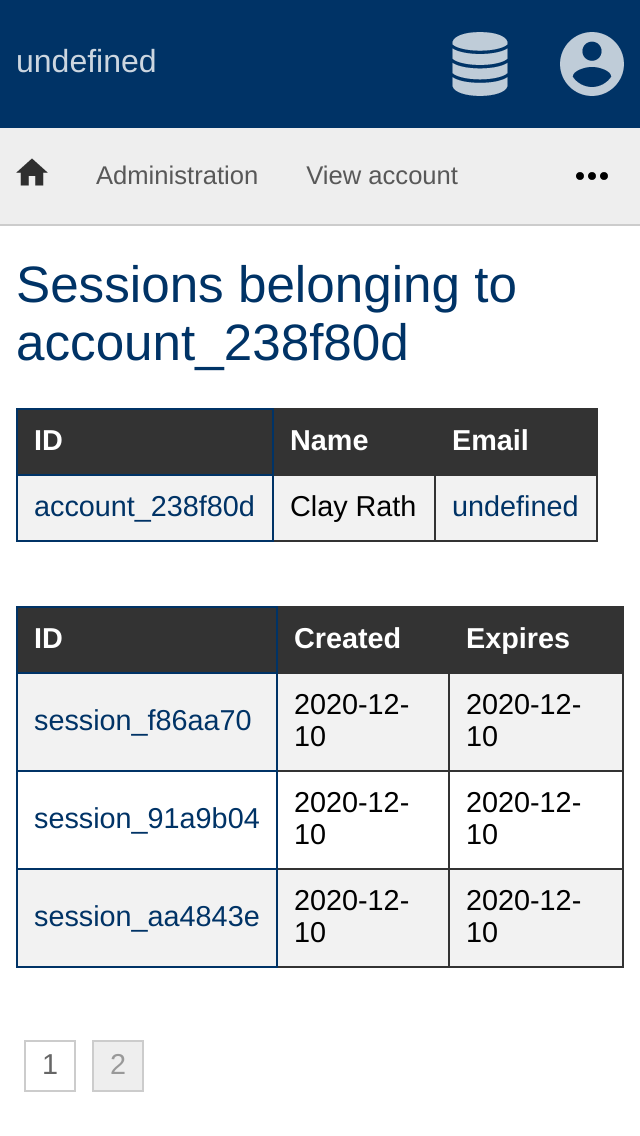 undefined
Administration View account
Sessions belonging to
account_238f80d
ID Name Email
account_238f80d Clay Rath undefined
ID Created Expires
session_f86aa70 2020-12-10 2020-12-10
session_91a9b04 2020-12-10 2020-12-10
session_aa4843e 2020-12-10 2020-12-10
1 2